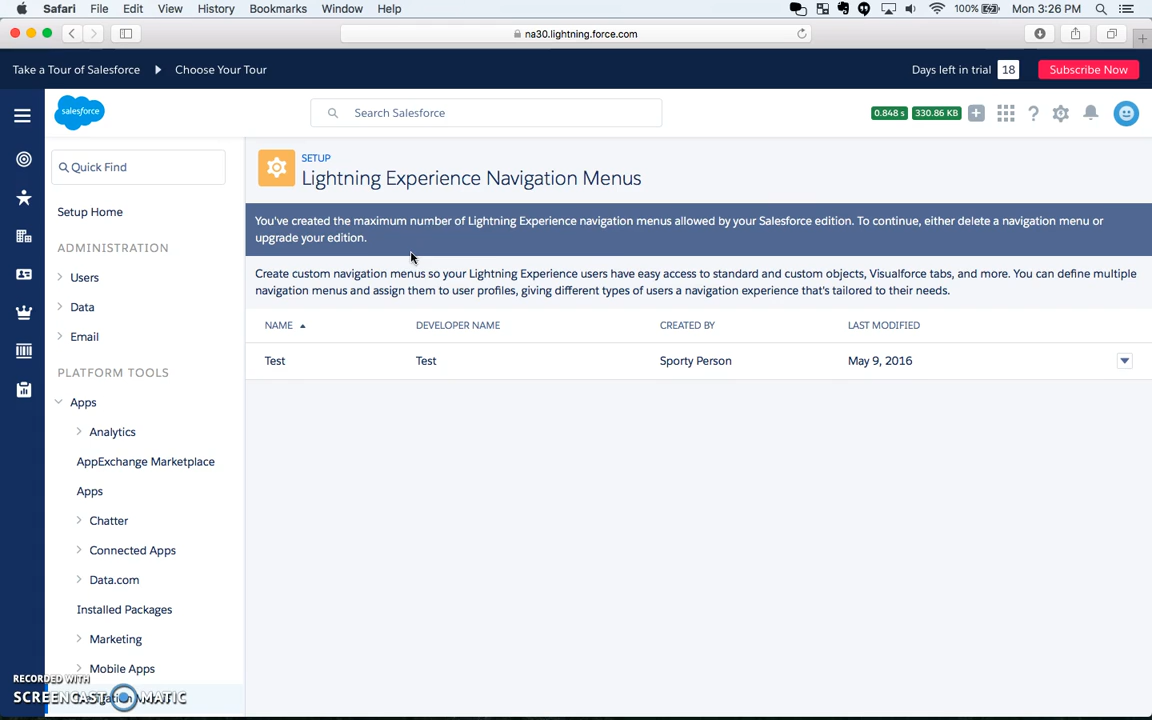 Safari File Edit View History Bookmarks Window Help 100% Mon 3:26 PM
na30.lightning.force.com
Take a Tour of Salesforce Choose Your Tour Days left in trial 18 Subscribe Now
salesforce Search Salesforce 0.848 s 330.86 KB
Quick Find
Setup Home
ADMINISTRATION
Users
Data
Email
PLATFORM TOOLS
Apps
Analytics
AppExchange Marketplace
Apps
Chatter
Connected Apps
Data.com
Installed Packages
Marketing
Mobile Apps
SETUP
Lightning Experience Navigation Menus
You've created the maximum number of Lightning Experience navigation menus allowed by your Salesforce edition. To continue, either delete a navigation menu or
upgrade your edition.
Create custom navigation menus so your Lightning Experience users have easy access to standard and custom objects, Visualforce tabs, and more. You can define multiple
navigation menus and assign them to user profiles, giving different types of users a navigation experience that's tailored to their needs.
NAME DEVELOPER NAME CREATED BY LAST MODIFIED
Test Test Sporty Person May 9, 2016
RECORDED WITH
SCREENCAST MATIC